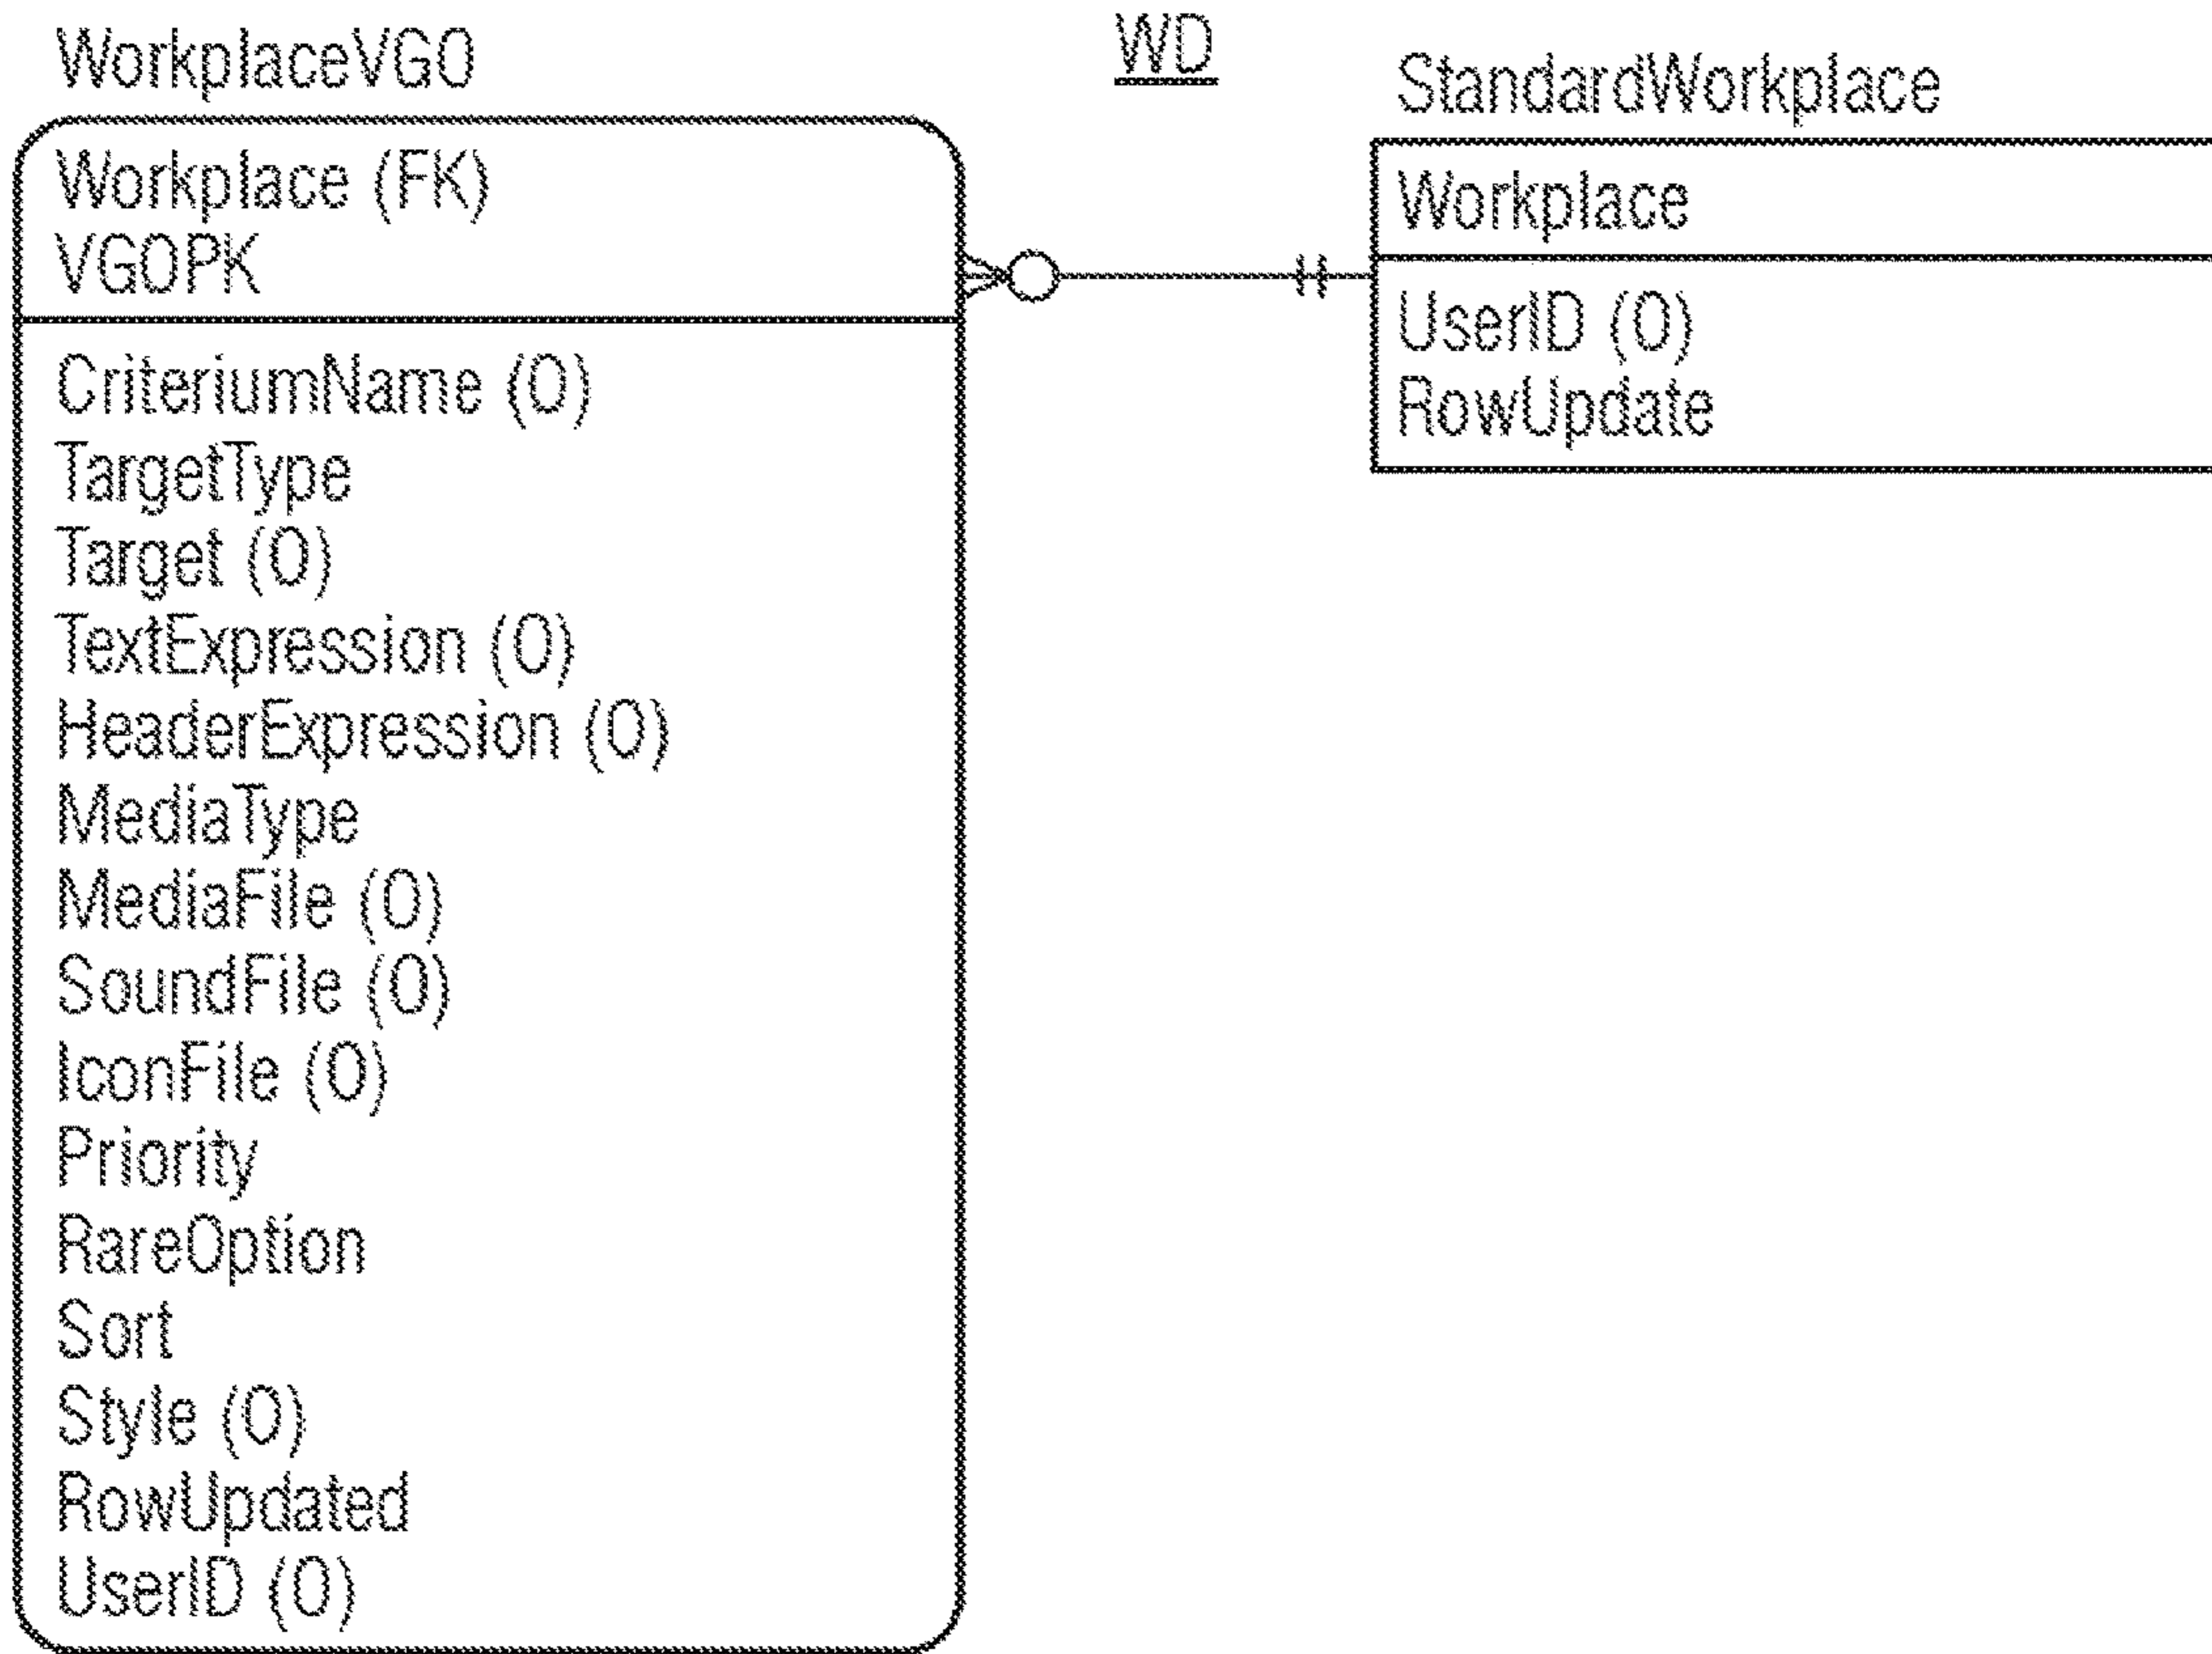 WorkplaceVGO
Workplace (FK)
VGOPK
CriteriumName (O)
TargetType
Target (O)
TextExpression (O)
HeaderExpression (O)
MediaType
MediaFile (O)
SoundFile (O)
IconFile (O)
Priority
RareOption
Sort
Style (O)
RowUpdated
UserID (O)
WD
StandardWorkplace
Workplace
UserID (O)
RowUpdate